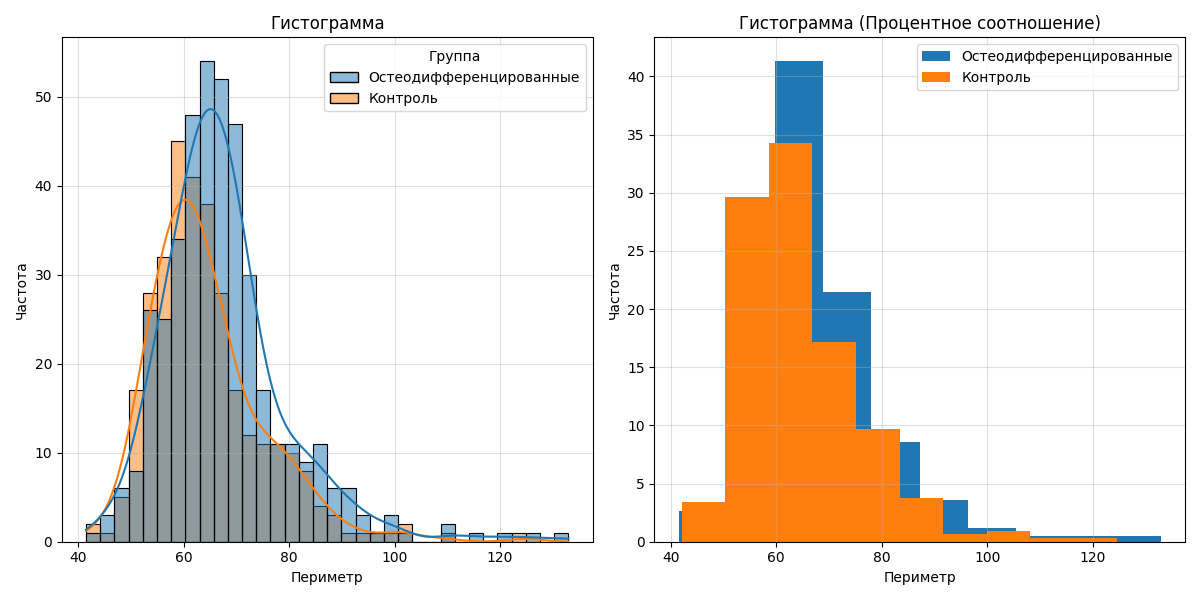 Гистограмма
Группа
Остеодифференцированные
Контроль
Частота
50
40
30
20
10
0
40
60
80
100
120
Периметр
Гистограмма (Процентное соотношение)
Остеодифференцированные
Контроль
Частота
40
35
30
25
20
15
10
5
0
40
60
80
100
120
Периметр